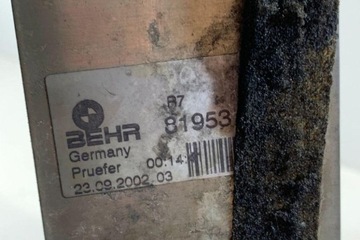 R7
BEHR 81953
Germany
Pruefer 00:14:
23.09.2002 03